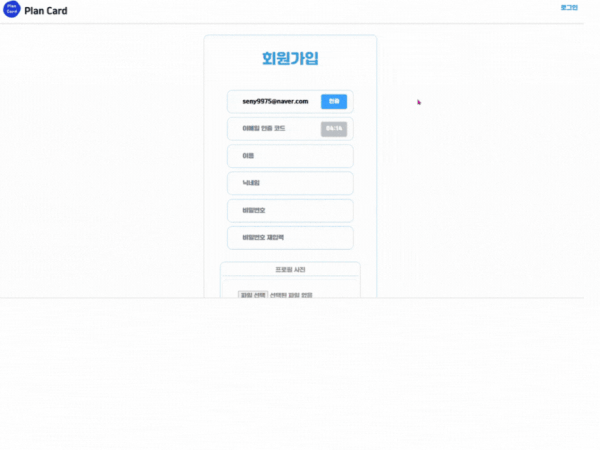 Plan Card
Plan Card
로그인
회원가입
seny9975@naver.com
인증
이메일 인증 코드
이름
닉네임
비밀번호
비밀번호 재입력
프로필 사진
파일 선택 선택된 파일 없음